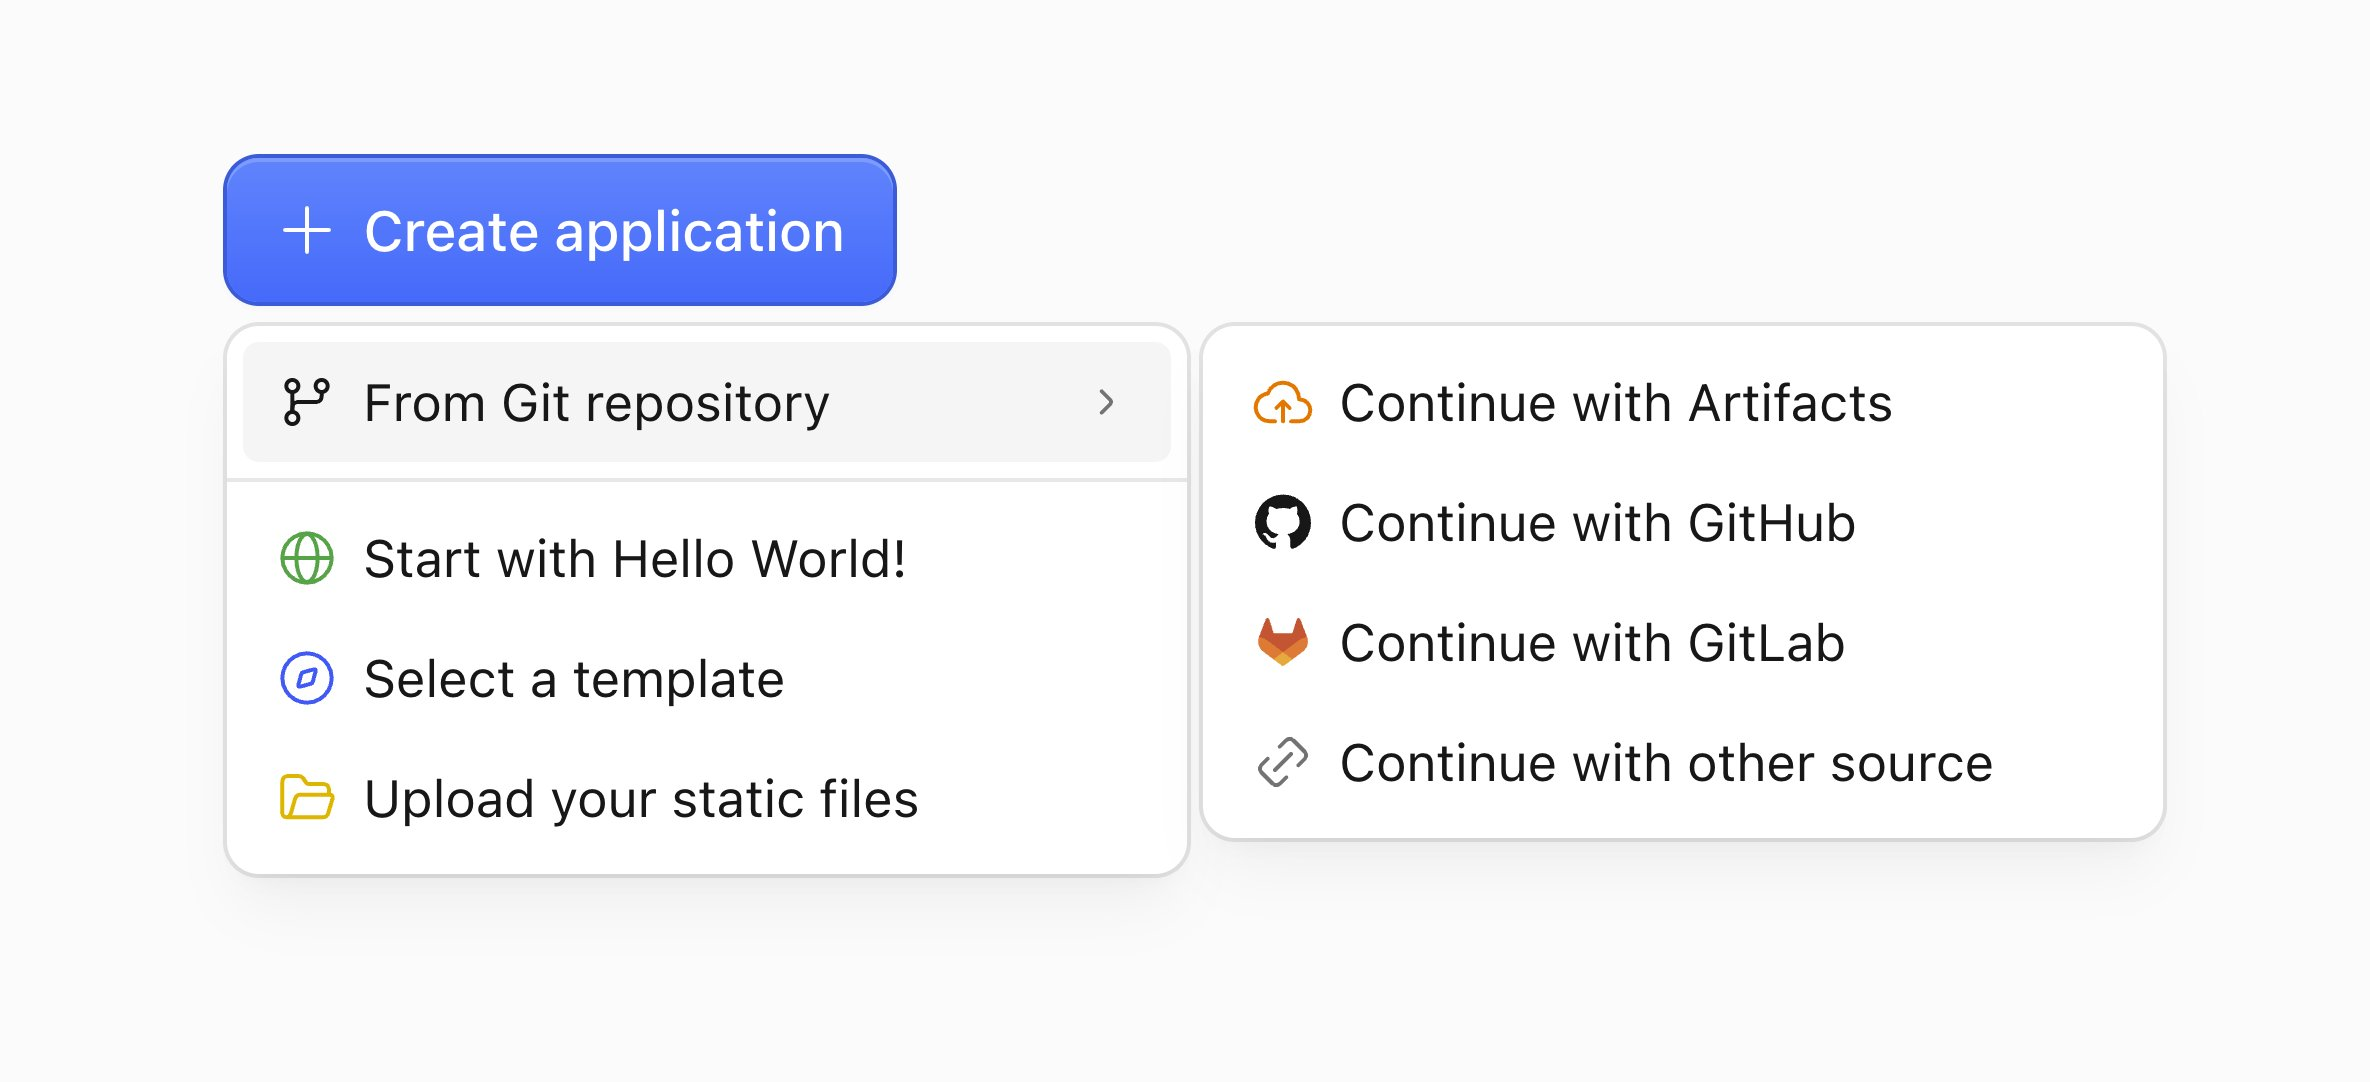 Create application
From Git repository
Start with Hello World!
Select a template
Upload your static files
Continue with Artifacts
Continue with GitHub
Continue with GitLab
Continue with other source